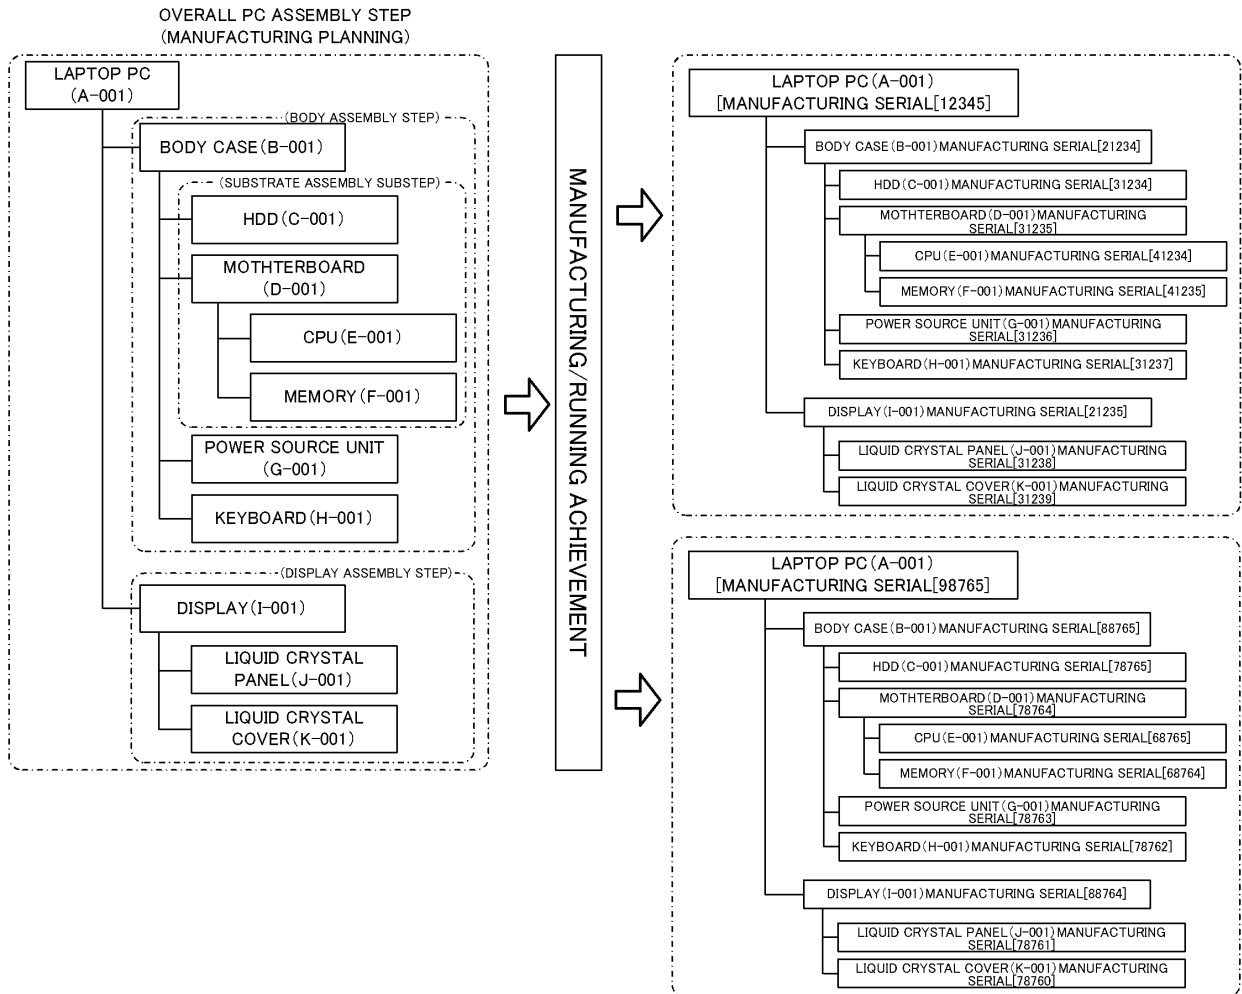 OVERALL PC ASSEMBLY STEP
(MANUFACTURING PLANNING)
LAPTOP PC
(A-001)
(BODY ASSEMBLY STEP)
BODY CASE(B-001)
(SUBSTRATE ASSEMBLY SUBSTEP)
HDD(C-001)
MOTHTERBOARD
(D-001)
CPU(E-001)
MEMORY(F-001)
POWER SOURCE UNIT
(G-001)
KEYBOARD(H-001)
(DISPLAY ASSEMBLY STEP)
DISPLAY(I-001)
LIQUID CRYSTAL
PANEL(J-001)
LIQUID CRYSTAL
COVER(K-001)
MANUFACTURING/RUNNING ACHIEVEMENT
LAPTOP PC(A-001)
[MANUFACTURING SERIAL[12345]
BODY CASE(B-001)MANUFACTURING SERIAL[21234]
HDD(C-001)MANUFACTURING SERIAL[31234]
MOTHTERBOARD(D-001)MANUFACTURING
SERIAL[31235]
CPU(E-001)MANUFACTURING SERIAL[41234]
MEMORY(F-001)MANUFACTURING SERIAL[41235]
POWER SOURCE UNIT(G-001)MANUFACTURING
SERIAL[31236]
KEYBOARD(H-001)MANUFACTURING SERIAL[31237]
DISPLAY(I-001)MANUFACTURING SERIAL[21235]
LIQUID CRYSTAL PANEL(J-001)MANUFACTURING
SERIAL[31238]
LIQUID CRYSTAL COVER(K-001)MANUFACTURING
SERIAL[31239]
LAPTOP PC(A-001)
[MANUFACTURING SERIAL[98765]
BODY CASE(B-001)MANUFACTURING SERIAL[88765]
HDD(C-001)MANUFACTURING SERIAL[78765]
MOTHTERBOARD(D-001)MANUFACTURING
SERIAL[78764]
CPU(E-001)MANUFACTURING SERIAL[68765]
MEMORY(F-001)MANUFACTURING SERIAL[68764]
POWER SOURCE UNIT(G-001)MANUFACTURING
SERIAL[78763]
KEYBOARD(H-001)MANUFACTURING SERIAL[78762]
DISPLAY(I-001)MANUFACTURING SERIAL[88764]
LIQUID CRYSTAL PANEL(J-001)MANUFACTURING
SERIAL[78761]
LIQUID CRYSTAL COVER(K-001)MANUFACTURING
SERIAL[78760]